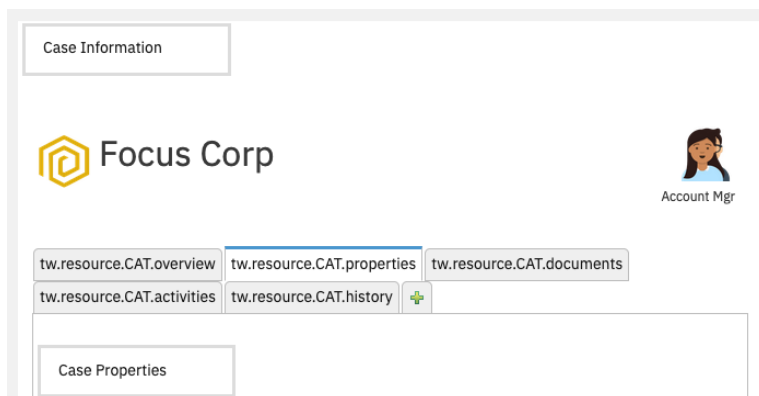 Case Information
Focus Corp
Account Mgr
tw.resource.CAT.overview tw.resource.CAT.properties tw.resource.CAT.documents
tw.resource.CAT.activities tw.resource.CAT.history
Case Properties